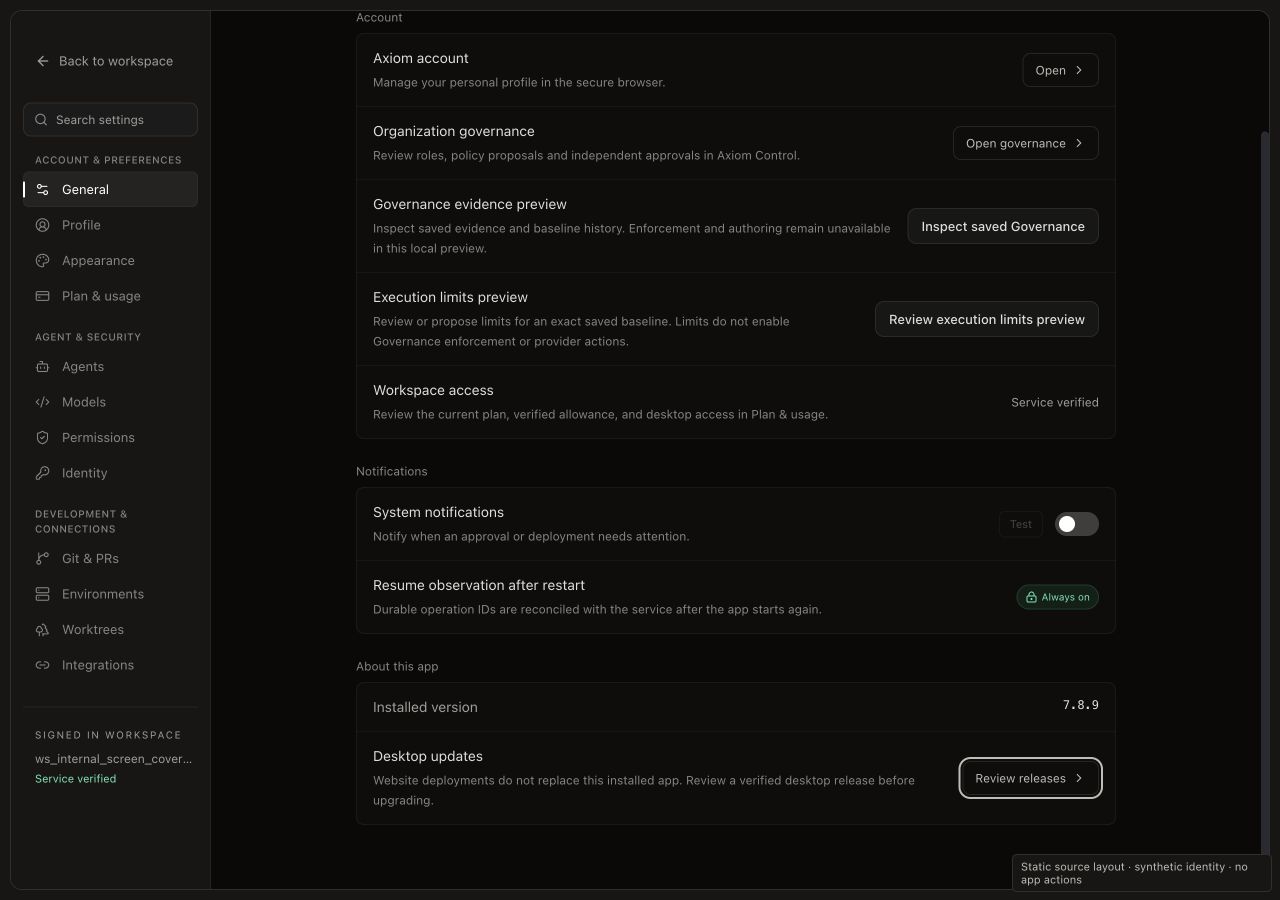 Back to workspace
Search settings
ACCOUNT & PREFERENCES
General
Profile
Appearance
Plan & usage
AGENT & SECURITY
Agents
Models
Permissions
Identity
DEVELOPMENT &
CONNECTIONS
Git & PRs
Environments
Worktrees
Integrations
SIGNED IN WORKSPACE
ws_internal_screen_cover...
Service verified
Account
Axiom account
Manage your personal profile in the secure browser.
Open
Organization governance
Review roles, policy proposals and independent approvals in Axiom Control.
Open governance
Governance evidence preview
Inspect saved evidence and baseline history. Enforcement and authoring remain unavailable
in this local preview.
Inspect saved Governance
Execution limits preview
Review or propose limits for an exact saved baseline. Limits do not enable
Governance enforcement or provider actions.
Review execution limits preview
Workspace access
Review the current plan, verified allowance, and desktop access in Plan & usage.
Service verified
Notifications
System notifications
Notify when an approval or deployment needs attention.
Test
Resume observation after restart
Durable operation IDs are reconciled with the service after the app starts again.
Always on
About this app
Installed version
7.8.9
Desktop updates
Website deployments do not replace this installed app. Review a verified desktop release before
upgrading.
Review releases
Static source layout · synthetic identity · no
app actions